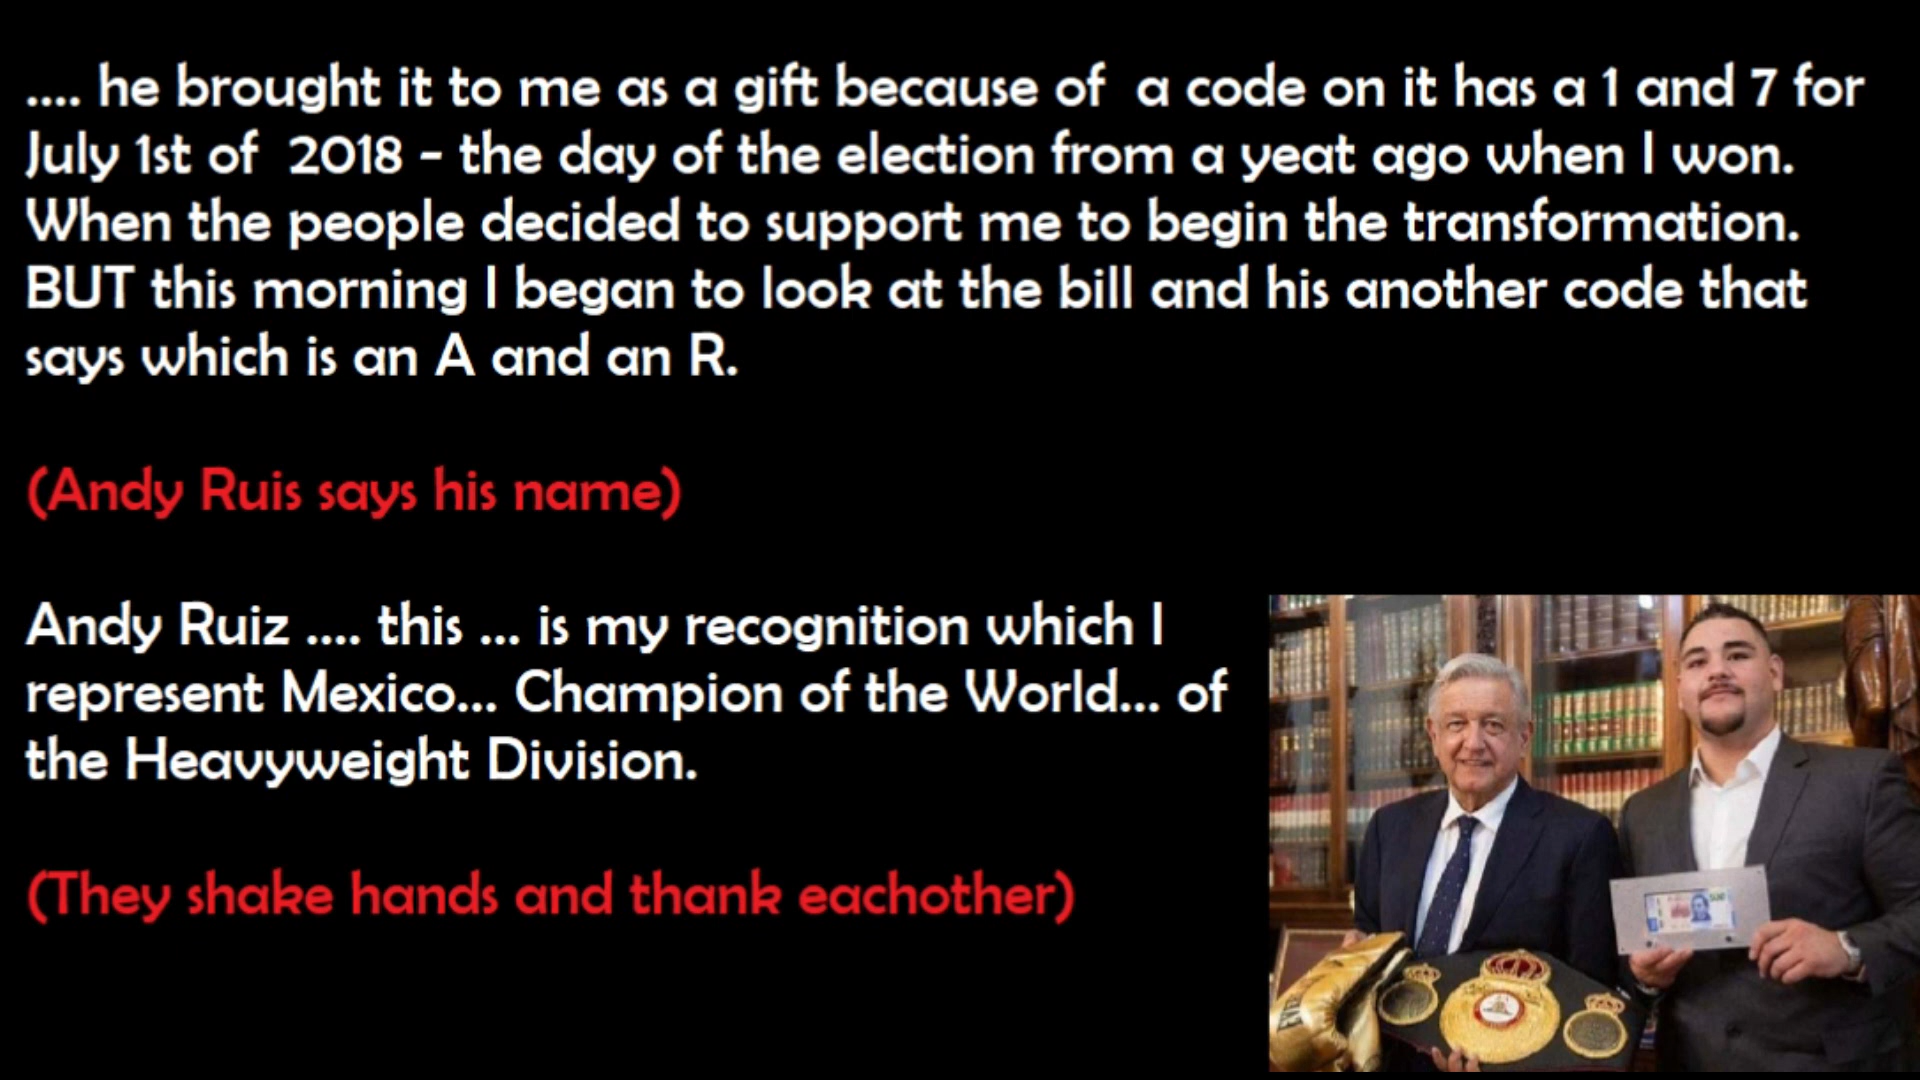 .... he brought it to me as a gift because of a code on it has a 1 and 7 for
July 1st of 2018 - the day of the election from a yeat ago when I won.
When the people decided to support me to begin the transformation.
BUT this morning I began to look at the bill and his another code that
says which is an A and an R.
(Andy Ruis says his name)
Andy Ruiz .... this ... is my recognition which I
represent Mexico... Champion of the World... of
the Heavyweight Division.
(They shake hands and thank eachother)